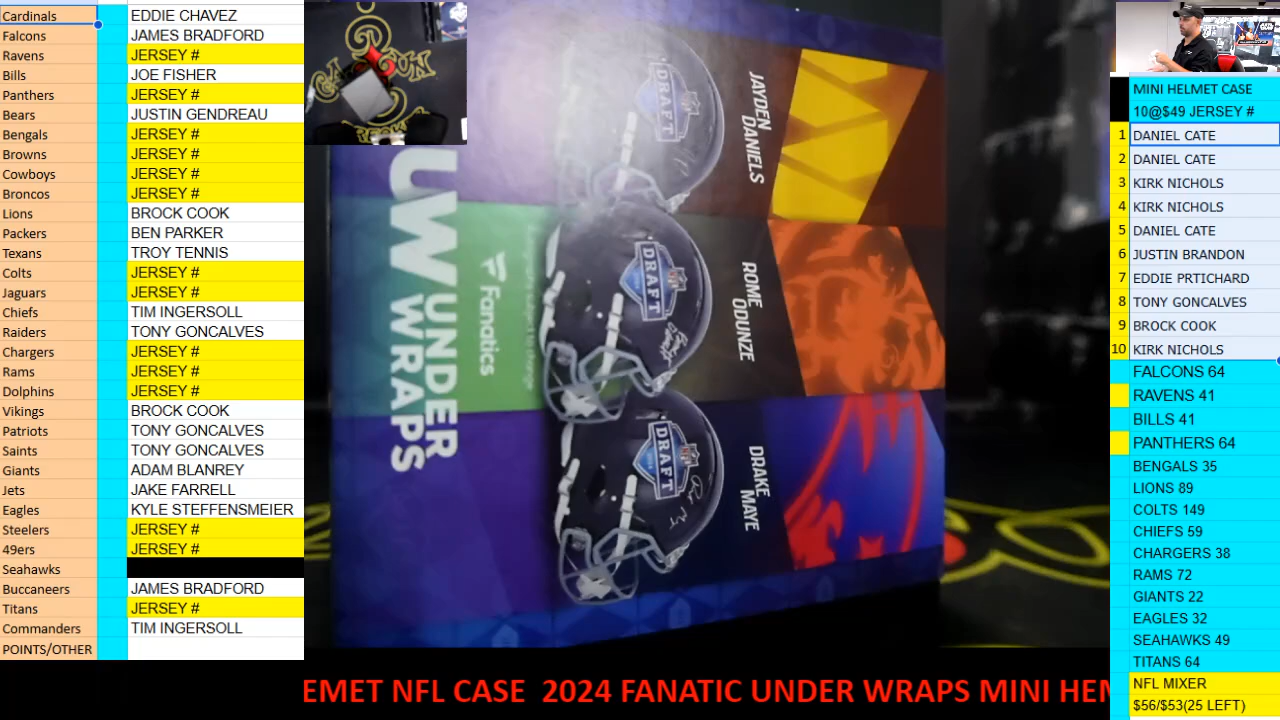 Cardinals EDDIE CHAVEZ
Falcons JAMES BRADFORD
Ravens JERSEY #
Bills JOE FISHER
Panthers JERSEY #
Bears JUSTIN GENDREAU
Bengals JERSEY #
Browns JERSEY #
Cowboys JERSEY #
Broncos JERSEY #
Lions BROCK COOK
Packers BEN PARKER
Texans TROY TENNIS
Colts JERSEY #
Jaguars JERSEY #
Chiefs TIM INGERSOLL
Raiders TONY GONCALVES
Chargers JERSEY #
Rams JERSEY #
Dolphins JERSEY #
Vikings BROCK COOK
Patriots TONY GONCALVES
Saints TONY GONCALVES
Giants ADAM BLANREY
Jets JAKE FARRELL
Eagles KYLE STEFFENSMEIER
Steelers JERSEY #
49ers JERSEY #
Seahawks
Buccaneers JAMES BRADFORD
Titans JERSEY #
Commanders TIM INGERSOLL
POINTS/OTHER
JAYDEN
DANIELS
ROME
ODUNZE
DRAKE
MAYE
DRAFT
DRAFT
DRAFT
Fanatics
Autographs subject to change
UW UNDER
WRAPS
MINI HELMET CASE
10@$49 JERSEY #
1 DANIEL CATE
2 DANIEL CATE
3 KIRK NICHOLS
4 KIRK NICHOLS
5 DANIEL CATE
6 JUSTIN BRANDON
7 EDDIE PRTICHARD
8 TONY GONCALVES
9 BROCK COOK
10 KIRK NICHOLS
FALCONS 64
RAVENS 41
BILLS 41
PANTHERS 64
BENGALS 35
LIONS 89
COLTS 149
CHIEFS 59
CHARGERS 38
RAMS 72
GIANTS 22
EAGLES 32
SEAHAWKS 49
TITANS 64
NFL MIXER
$56/$53(25 LEFT)
EMET NFL CASE 2024 FANATIC UNDER WRAPS MINI HEM